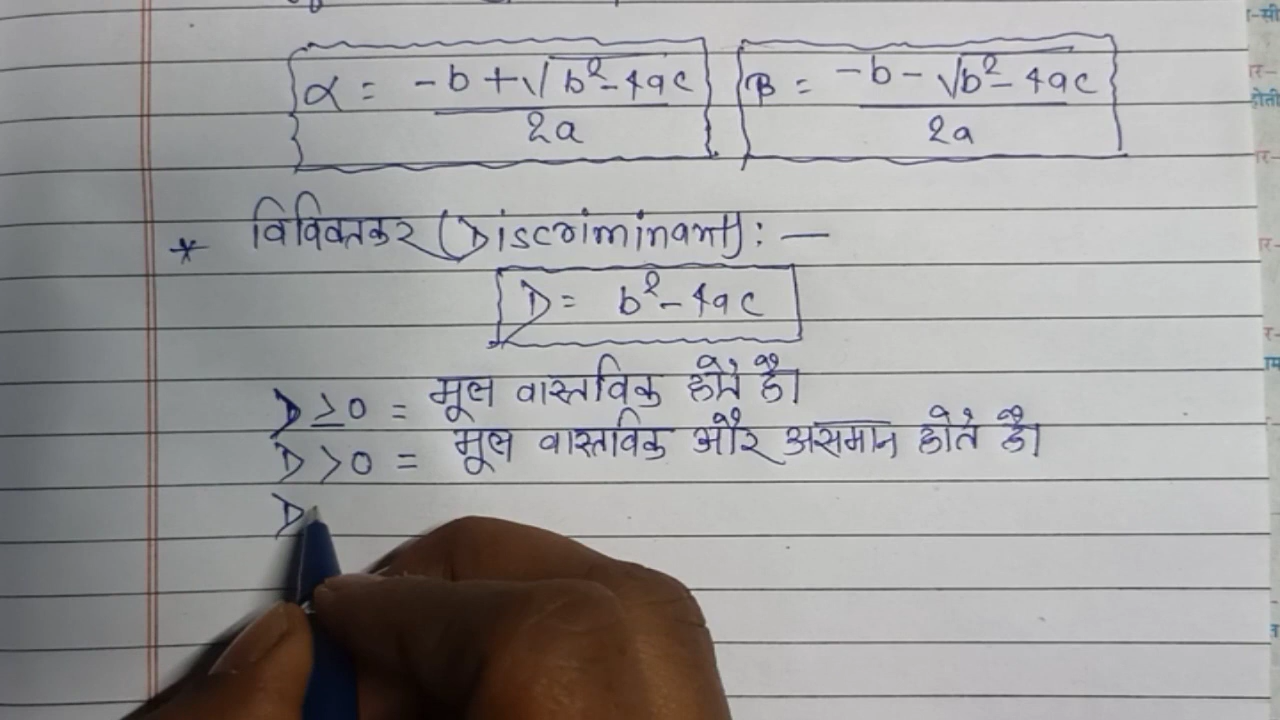 α = -b + √b²-4ac / 2a   β = -b - √b²-4ac / 2a
* विविक्तकर (Discriminant) : —
D = b²-4ac
D ≥ 0 = मूल वास्तविक होते है।
D > 0 = मूल वास्तविक और असमान होते है।
D